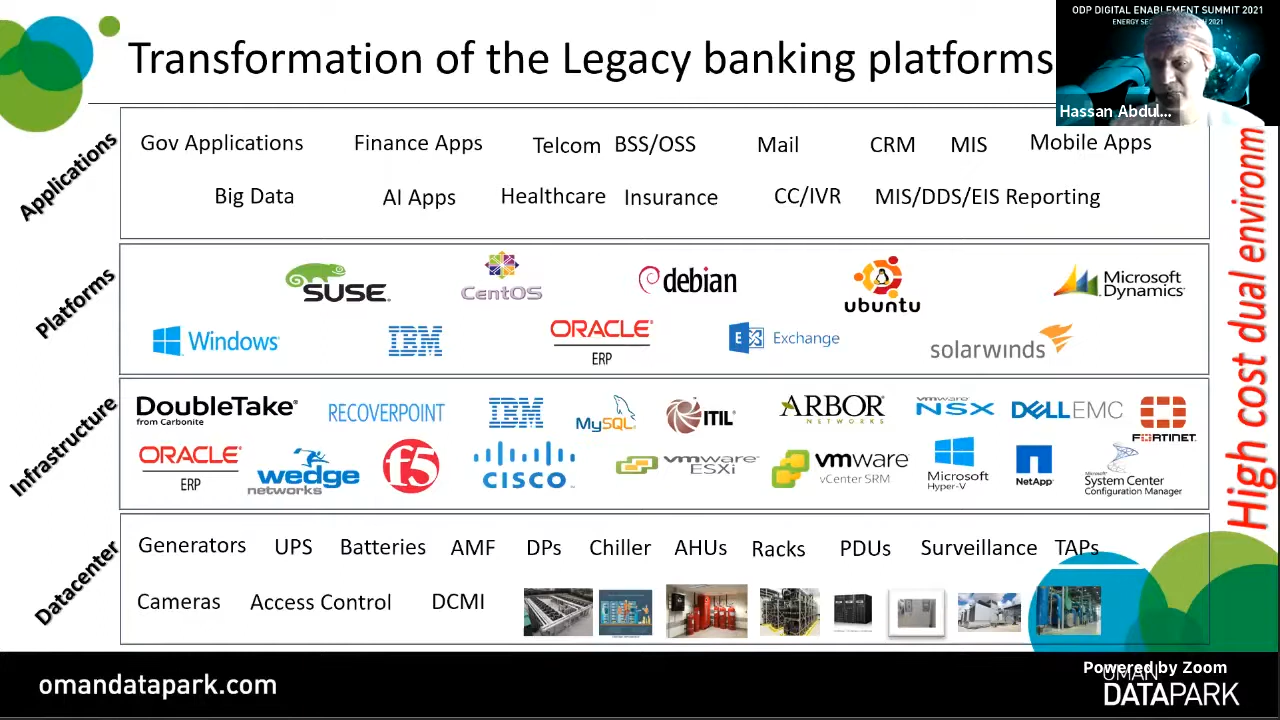 ODP DIGITAL ENABLEMENT SUMMIT 2021
Transformation of the Legacy banking platforms
Hassan Abdul...
Applications
Gov Applications Finance Apps Telcom BSS/OSS Mail CRM MIS Mobile Apps
Big Data AI Apps Healthcare Insurance CC/IVR MIS/DDS/EIS Reporting
High cost dual environm
Platforms
SUSE CentOS debian ubuntu Microsoft Dynamics
Windows IBM ORACLE ERP Exchange solarwinds
Infrastructure
DoubleTake from Carbonite RECOVERPOINT IBM MySQL ITIL ARBOR NETWORKS vmware NSX DELLEMC FORTINET
ORACLE ERP wedge networks f5 CISCO vmware ESXi vmware vCenter SRM Microsoft Hyper-V NetApp Microsoft System Center Configuration Manager
Datacenter
Generators UPS Batteries AMF DPs Chiller AHUs Racks PDUs Surveillance TAPs
Cameras Access Control DCMI
Powered by Zoom
omandatapark.com
OMAN
DATAPARK